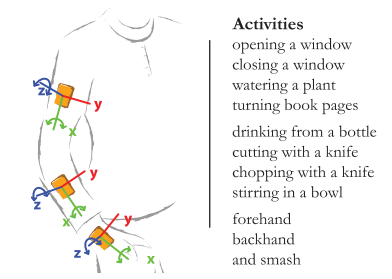 z
y
x
y
z
x
y
z
x
Activities
opening a window
closing a window
watering a plant
turning book pages
drinking from a bottle
cutting with a knife
chopping with a knife
stirring in a bowl
forehand
backhand
and smash